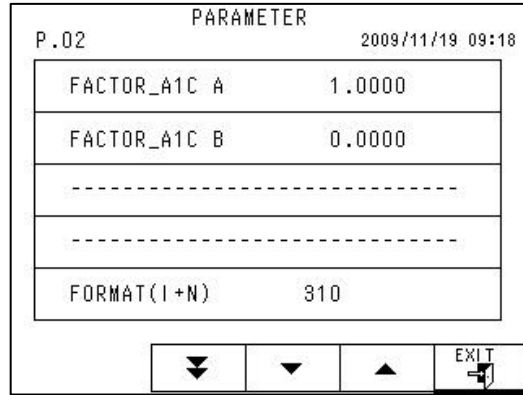 PARAMETER
P.02 2009/11/19 09:18
FACTOR_A1C A 1.0000
FACTOR_A1C B 0.0000
------------------------------
------------------------------
FORMAT(I+N) 310
EXIT